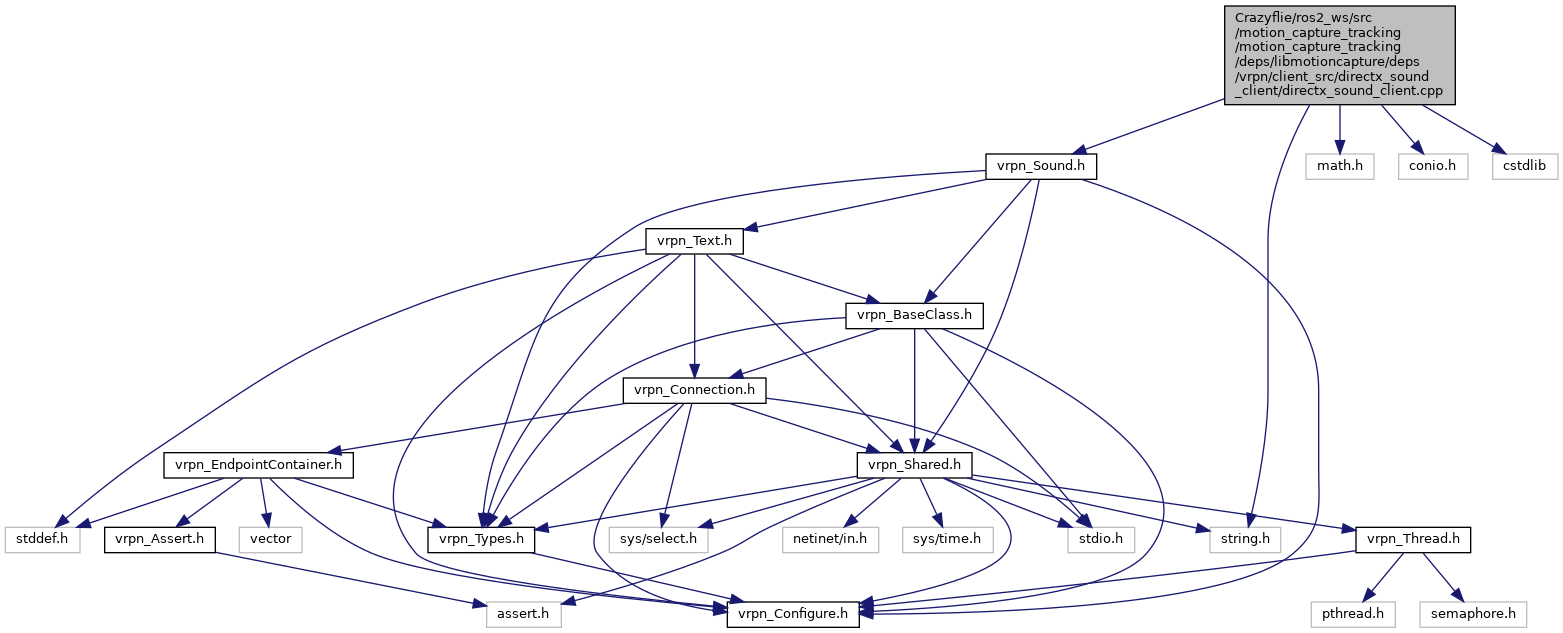 Crazyflie/ros2_ws/src
/motion_capture_tracking
/motion_capture_tracking
/deps/libmotioncapture/deps
/vrpn/client_src/directx_sound
_client/directx_sound_client.cpp
vrpn_Sound.h
math.h
conio.h
cstdlib
vrpn_Text.h
vrpn_BaseClass.h
vrpn_Connection.h
vrpn_EndpointContainer.h
vrpn_Shared.h
stddef.h
vrpn_Assert.h
vector
vrpn_Types.h
sys/select.h
netinet/in.h
sys/time.h
stdio.h
string.h
vrpn_Thread.h
assert.h
vrpn_Configure.h
pthread.h
semaphore.h